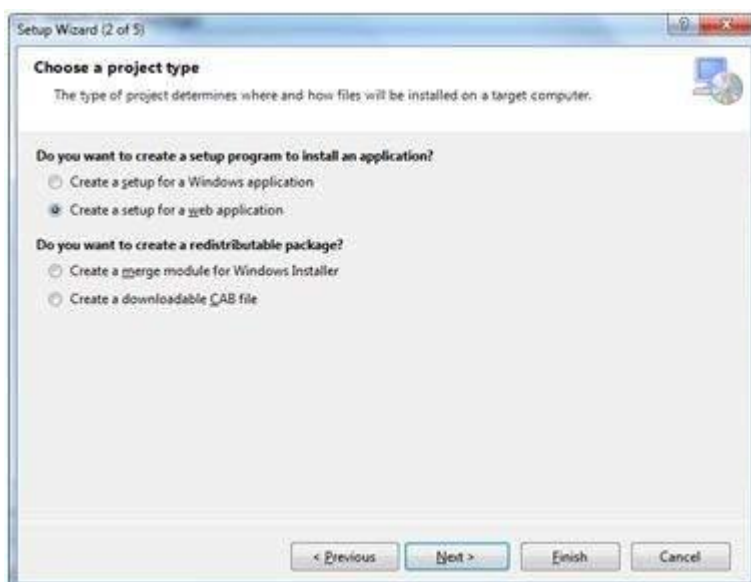 Setup Wizard (2 of 5)
Choose a project type
The type of project determines where and how files will be installed on a target computer.
Do you want to create a setup program to install an application?
Create a setup for a Windows application
Create a setup for a web application
Do you want to create a redistributable package?
Create a merge module for Windows Installer
Create a downloadable CAB file
< Previous
Next >
Finish
Cancel